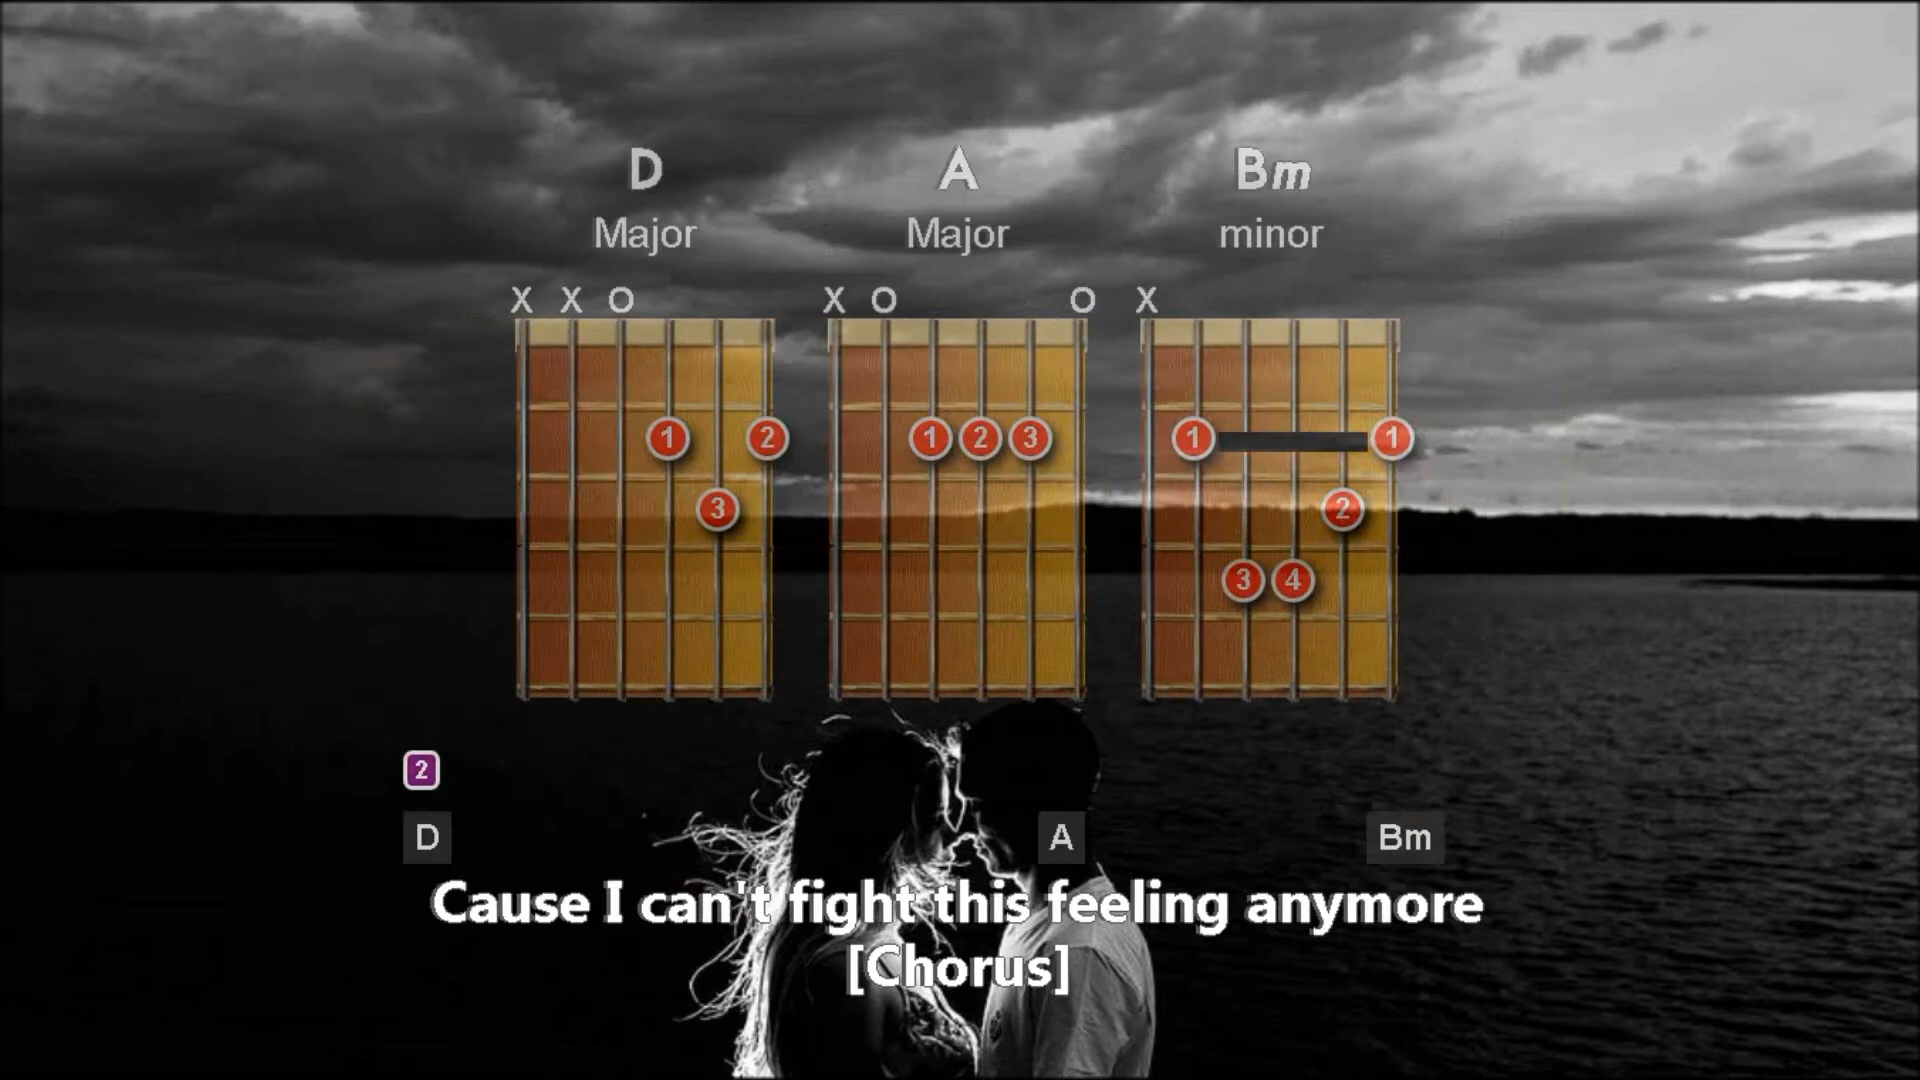 D A Bm
Major Major minor
X X O X O O X
1 2 1 2 3 1 1
3 2
3 4
2
D A Bm
Cause I can't fight this feeling anymore
[Chorus]